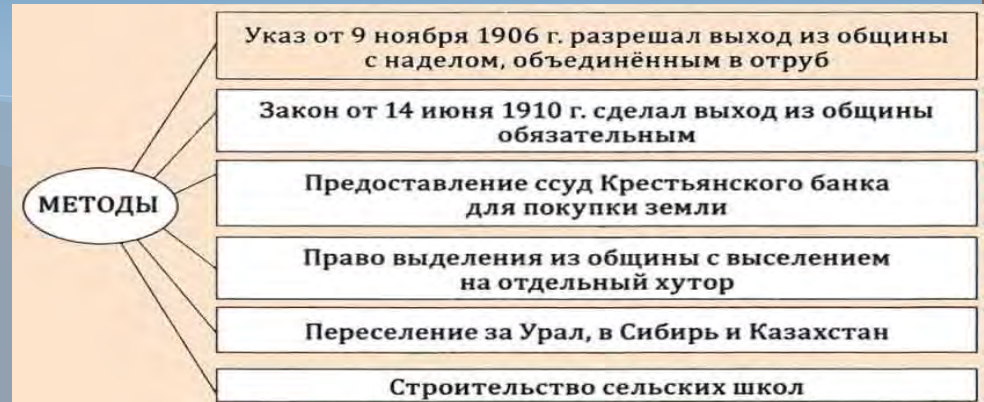 Указ от 9 ноября 1906 г. разрешал выход из общины
с наделом, объединённым в отруб
Закон от 14 июня 1910 г. сделал выход из общины
обязательным
Предоставление ссуд Крестьянского банка
для покупки земли
МЕТОДЫ
Право выделения из общины с выселением
на отдельный хутор
Переселение за Урал, в Сибирь и Казахстан
Строительство сельских школ